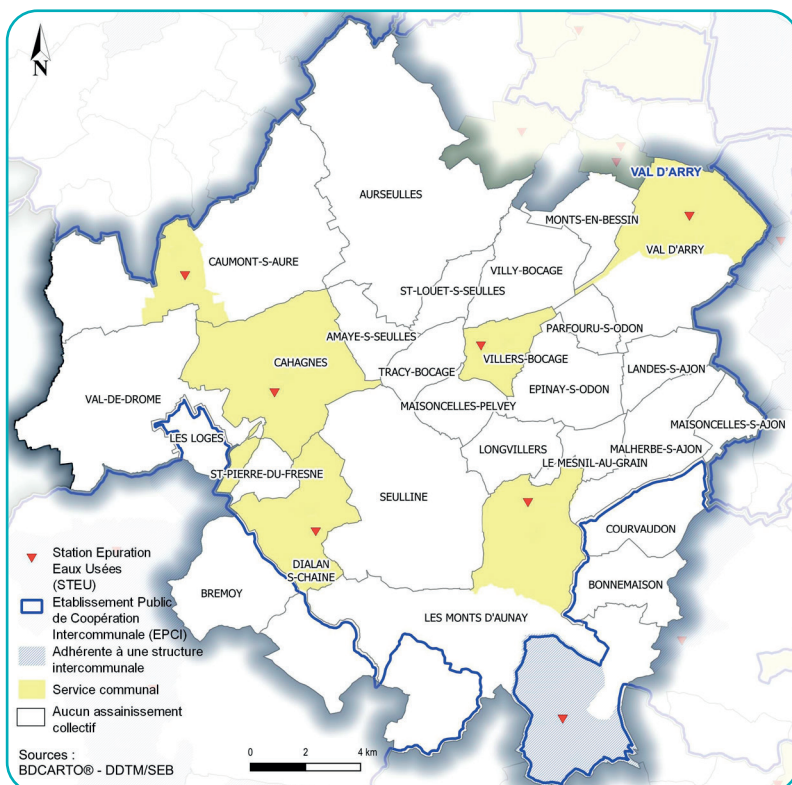 N
VAL D'ARRY
AURSEULLES
MONTS-EN-BESSIN
CAUMONT-S-AURE
VILLY-BOCAGE
VAL D'ARRY
ST-LOUET-S-SEULLES
AMAYE-S-SEULLES
PARFOURU-S-ODON
CAHAGNES
VILLERS-BOCAGE
TRACY-BOCAGE
LANDES-S-AJON
VAL-DE-DROME
EPINAY-S-ODON
MAISONCELLES-PELVEY
MAISONCELLES-S-AJON
LES LOGES
LONGVILLERS
MALHERBE-S-AJON
LE MESNIL-AU-GRAIN
ST-PIERRE-DU-FRESNE
SEULLINE
COURVAUDON
DIALAN
S-CHAINE
BONNEMAISON
BREMOY
LES MONTS D'AUNAY
Station Epuration
Eaux Usées
(STEU)
Etablissement Public
de Coopération
Intercommunale (EPCI)
Adhérente à une structure
intercommunale
Service communal
Aucun assainissement
collectif
Sources :
BDCARTO® - DDTM/SEB
0 2 4 km